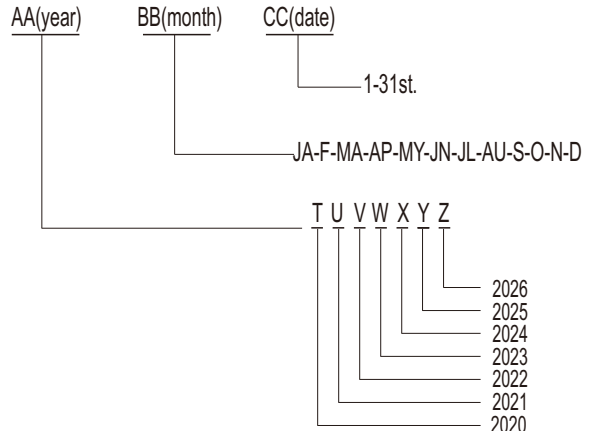 AA(year) BB(month) CC(date)
1-31st.
JA-F-MA-AP-MY-JN-JL-AU-S-O-N-D
T U V W X Y Z
2026
2025
2024
2023
2022
2021
2020